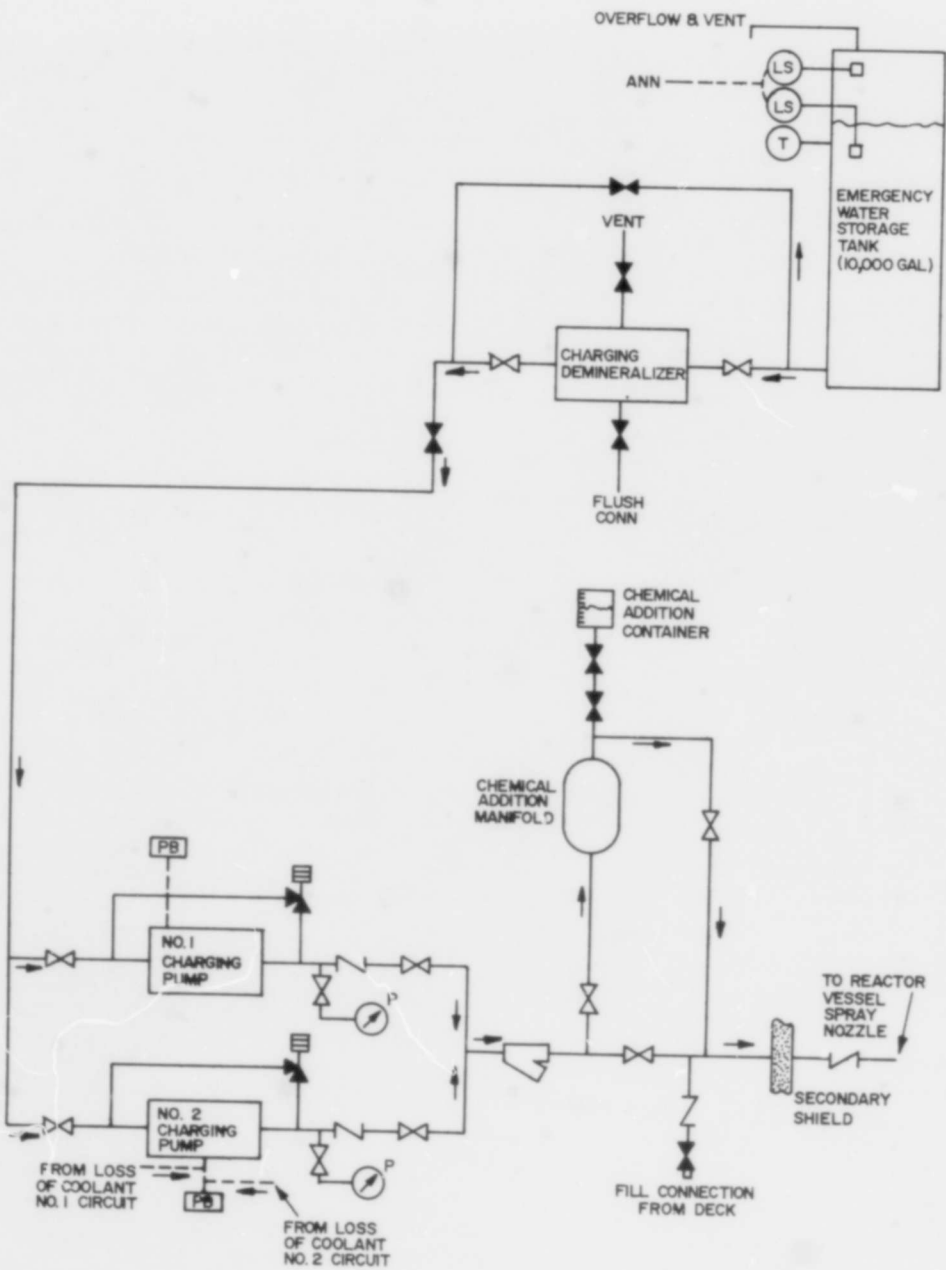 OVERFLOW & VENT
LS
ANN
LS
T
EMERGENCY
WATER
STORAGE
TANK
(10,000 GAL)
VENT
CHARGING
DEMINERALIZER
FLUSH
CONN
CHEMICAL
ADDITION
CONTAINER
CHEMICAL
ADDITION
MANIFOLD
PB
NO. 1
CHARGING
PUMP
P
TO REACTOR
VESSEL
SPRAY
NOZZLE
SECONDARY
SHIELD
NO. 2
CHARGING
PUMP
P
FROM LOSS
OF COOLANT
NO. 1 CIRCUIT
PB
FROM LOSS
OF COOLANT
NO. 2 CIRCUIT
FILL CONNECTION
FROM DECK